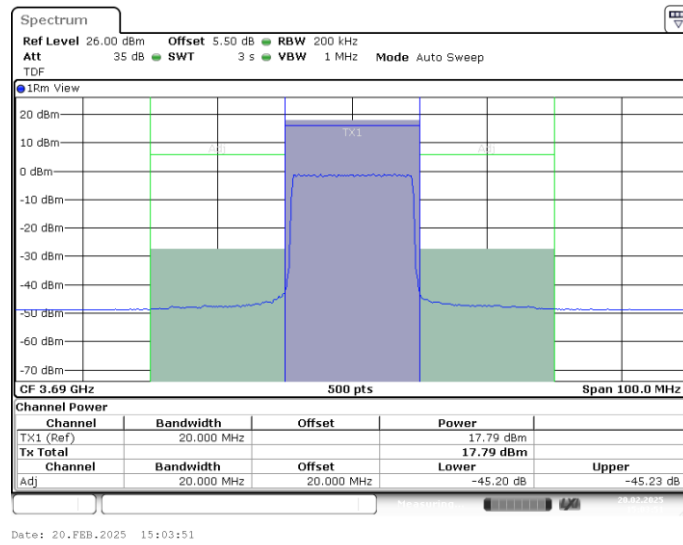 Spectrum
Ref Level 26.00 dBm Offset 5.50 dB RBW 200 kHz
Att 35 dB SWT 3 s VBW 1 MHz Mode Auto Sweep
TDF
1Rm View
20 dBm
TX1
10 dBm
Adj Adj
0 dBm
-10 dBm
-20 dBm
-30 dBm
-40 dBm
-50 dBm
-60 dBm
-70 dBm
CF 3.69 GHz 500 pts Span 100.0 MHz
Channel Power
Channel Bandwidth Offset Power
TX1 (Ref) 20.000 MHz 17.79 dBm
Tx Total 17.79 dBm
Channel Bandwidth Offset Lower Upper
Adj 20.000 MHz 20.000 MHz -45.20 dB -45.23 dB
Measuring 20.02.2025
Date: 20.FEB.2025 15:03:51